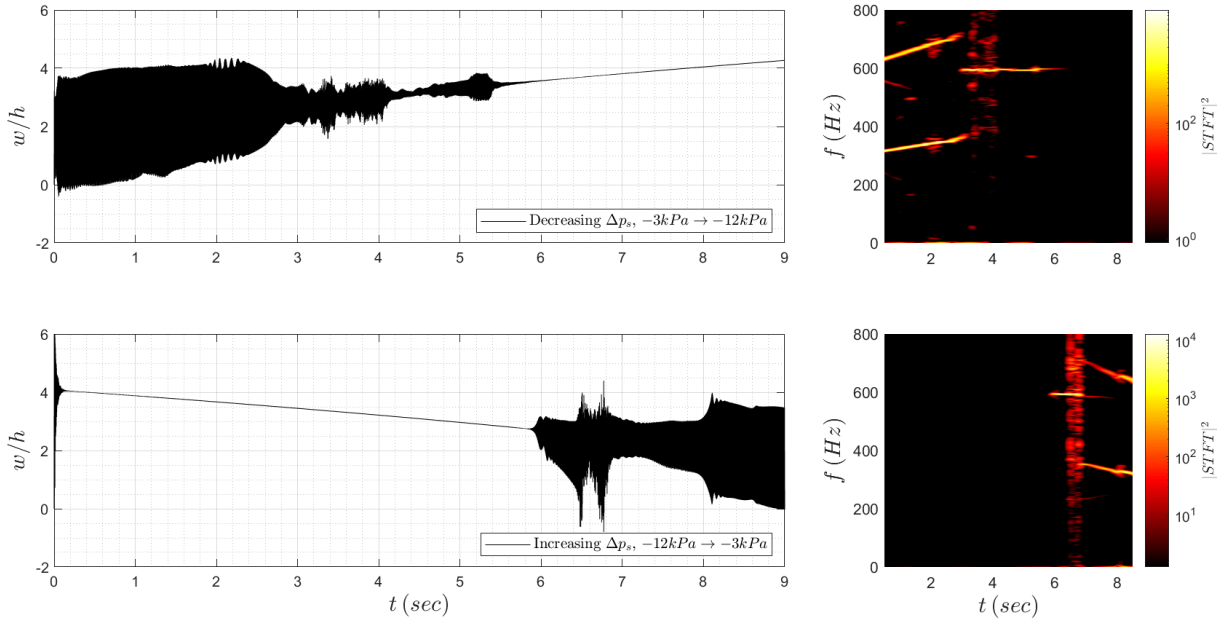 6
4
2
0
-2
w/h
Decreasing Δp_s, −3kPa → −12kPa
0 1 2 3 4 5 6 7 8 9
800
600
400
200
0
f (Hz)
2 4 6 8
10^2
10^0
|STFT|^2
6
4
2
0
-2
w/h
Increasing Δp_s, −12kPa → −3kPa
0 1 2 3 4 5 6 7 8 9
t (sec)
800
600
400
200
0
f (Hz)
2 4 6 8
t (sec)
10^4
10^3
10^2
10^1
|STFT|^2